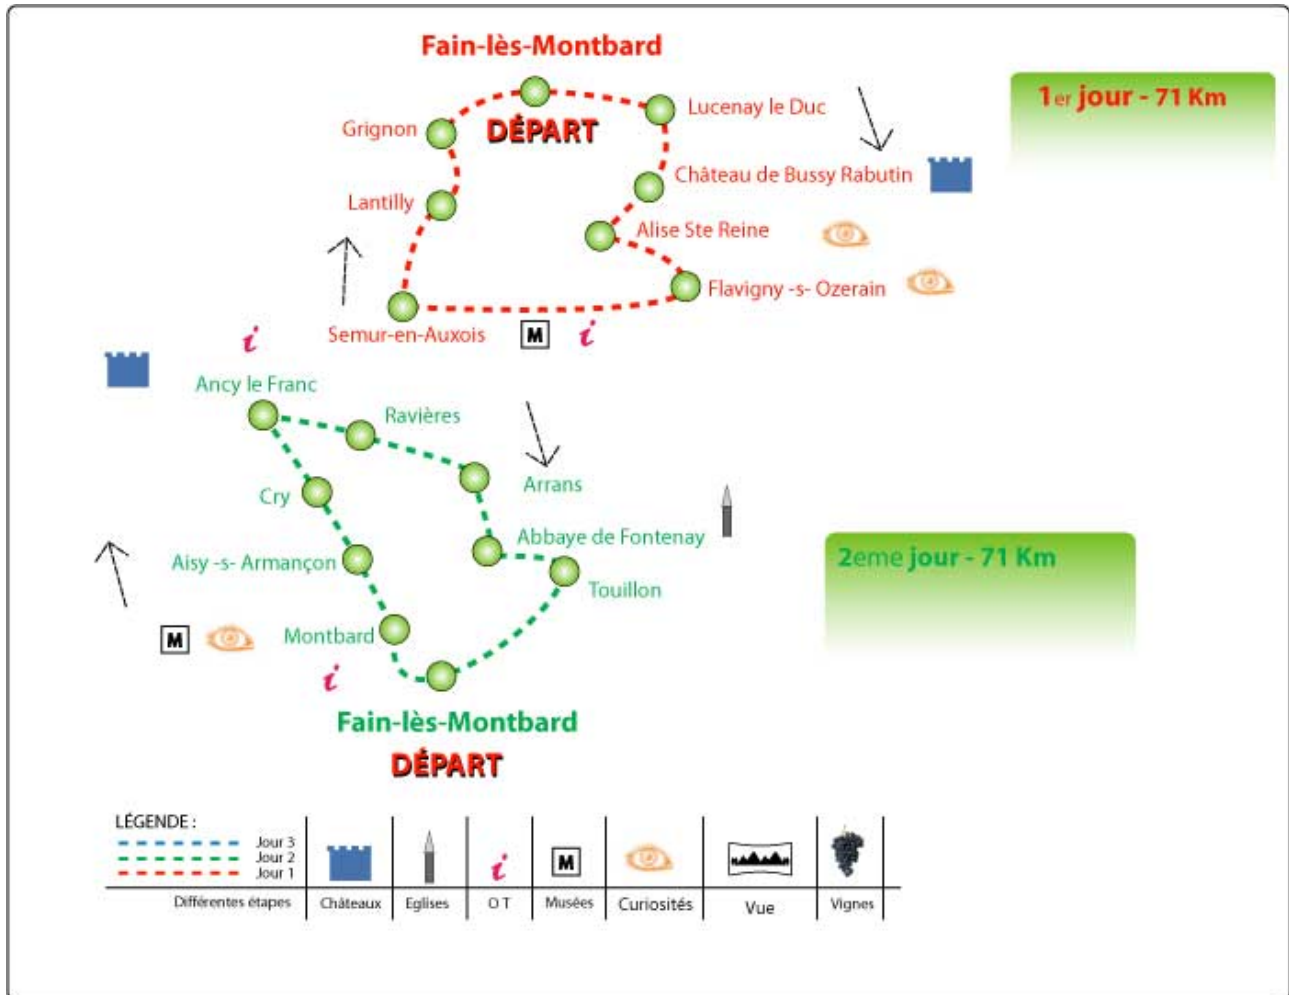 Fain-lès-Montbard
DÉPART
1er jour - 71 Km
Lucenay le Duc
Grignon
Château de Bussy Rabutin
Lantilly
Alise Ste Reine
Flavigny -s- Ozerain
Semur-en-Auxois
M
i
i
Ancy le Franc
Ravières
Arrans
Cry
Abbaye de Fontenay
2eme jour - 71 Km
Aisy -s- Armançon
Touillon
M
Montbard
i
Fain-lès-Montbard
DÉPART
LÉGENDE :
Jour 3
Jour 2
Jour 1
i
M
Différentes étapes
Châteaux
Eglises
O T
Musées
Curiosités
Vue
Vignes